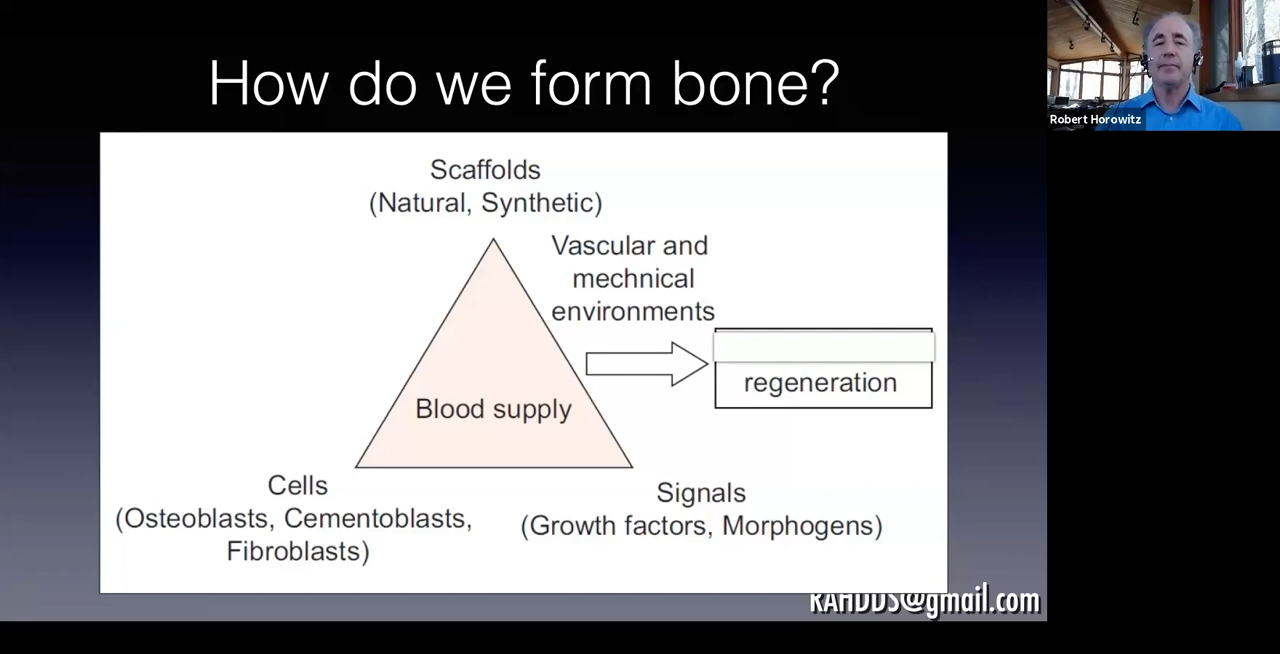 How do we form bone?
Robert Horowitz
Scaffolds
(Natural, Synthetic)
Vascular and
mechnical
environments
regeneration
Blood supply
Cells
(Osteoblasts, Cementoblasts,
Fibroblasts)
Signals
(Growth factors, Morphogens)
RAHDDS@gmail.com